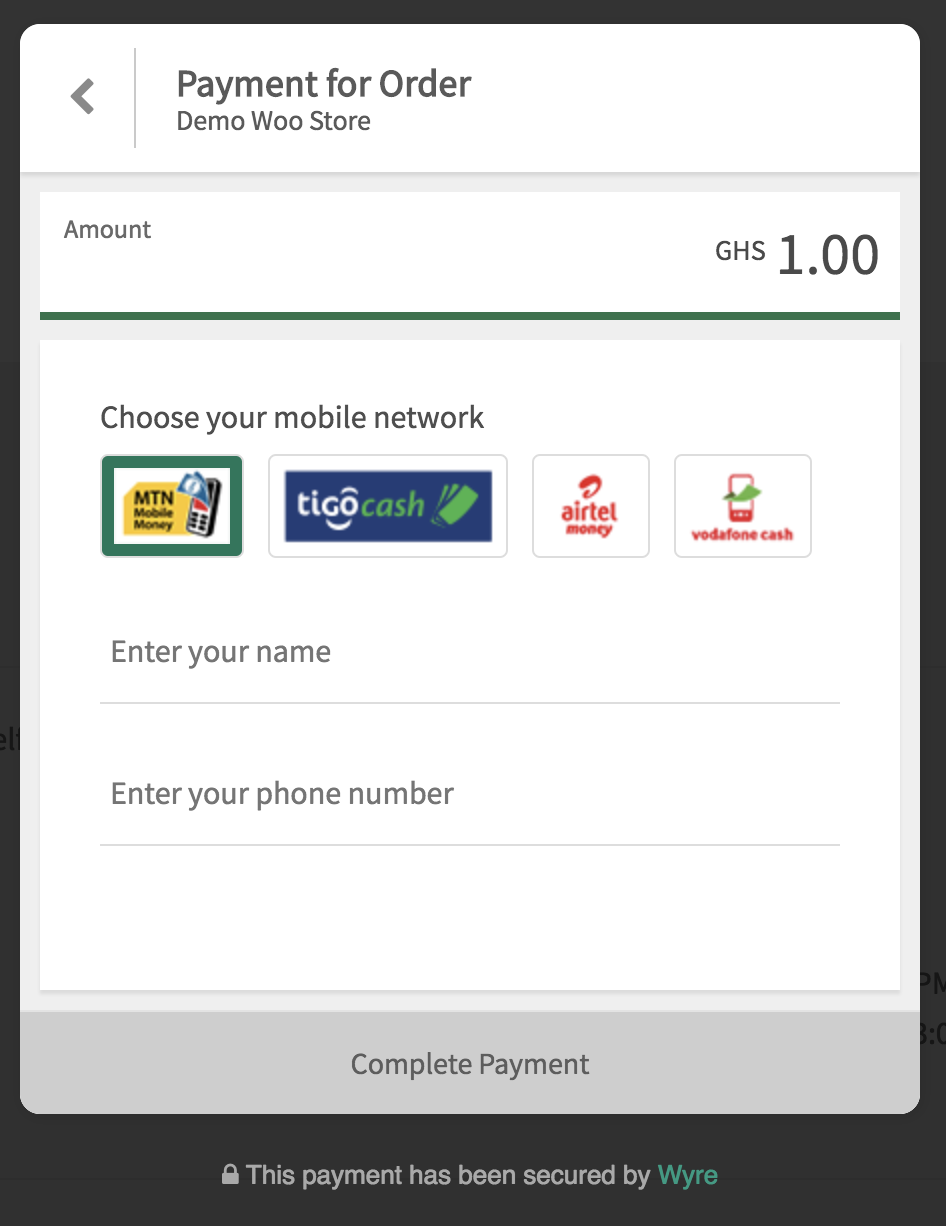 Payment for Order
Demo Woo Store
Amount
GHS 1.00
Choose your mobile network
MTN
Mobile
Money
tigo cash
airtel
money
vodafone cash
Enter your name
Enter your phone number
Complete Payment
This payment has been secured by Wyre